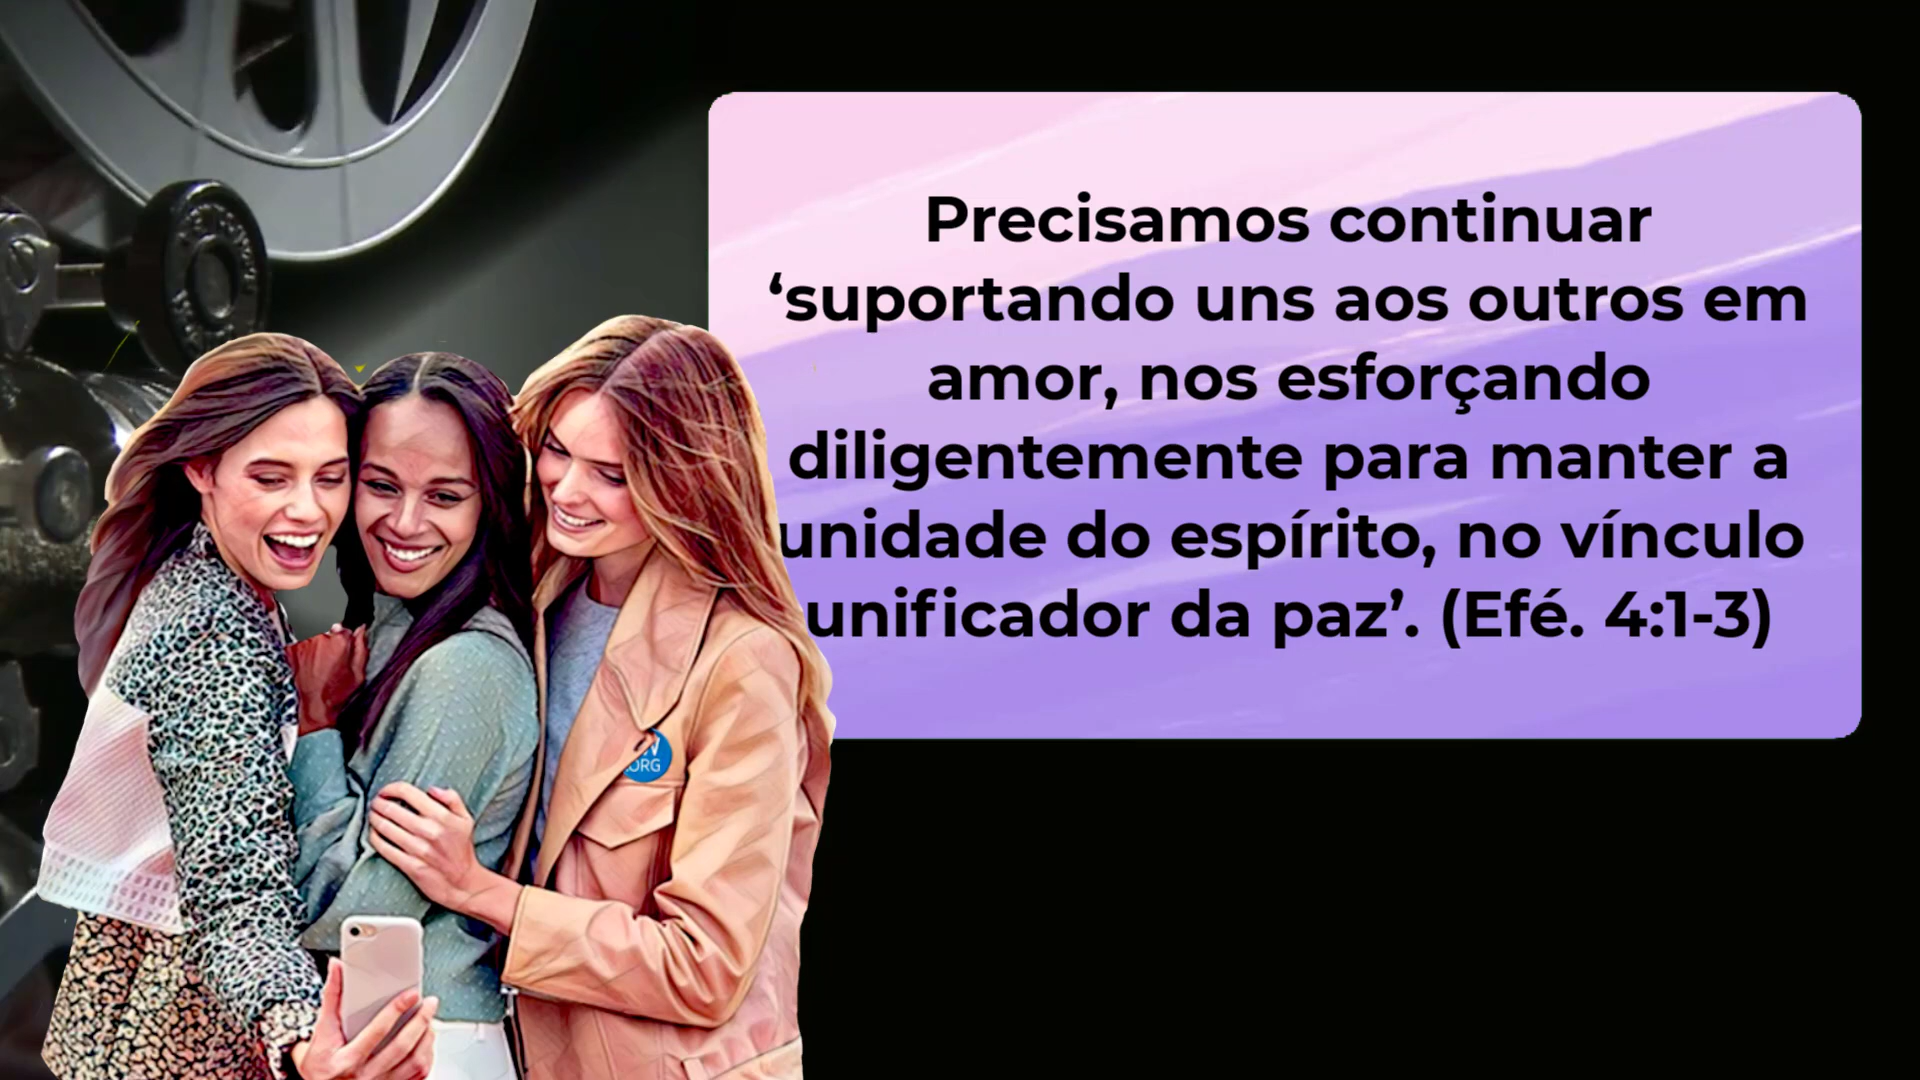 Precisamos continuar
‘suportando uns aos outros em
amor, nos esforçando
diligentemente para manter a
unidade do espírito, no vínculo
unificador da paz’. (Efé. 4:1-3)
ORG